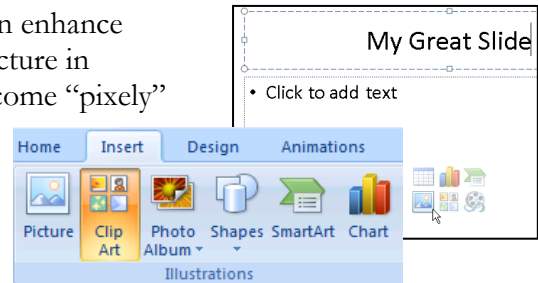 n enhance
cture in
come “pixely”
My Great Slide
• Click to add text
Home Insert Design Animations
Picture Clip Art Photo Album Shapes SmartArt Chart
Illustrations